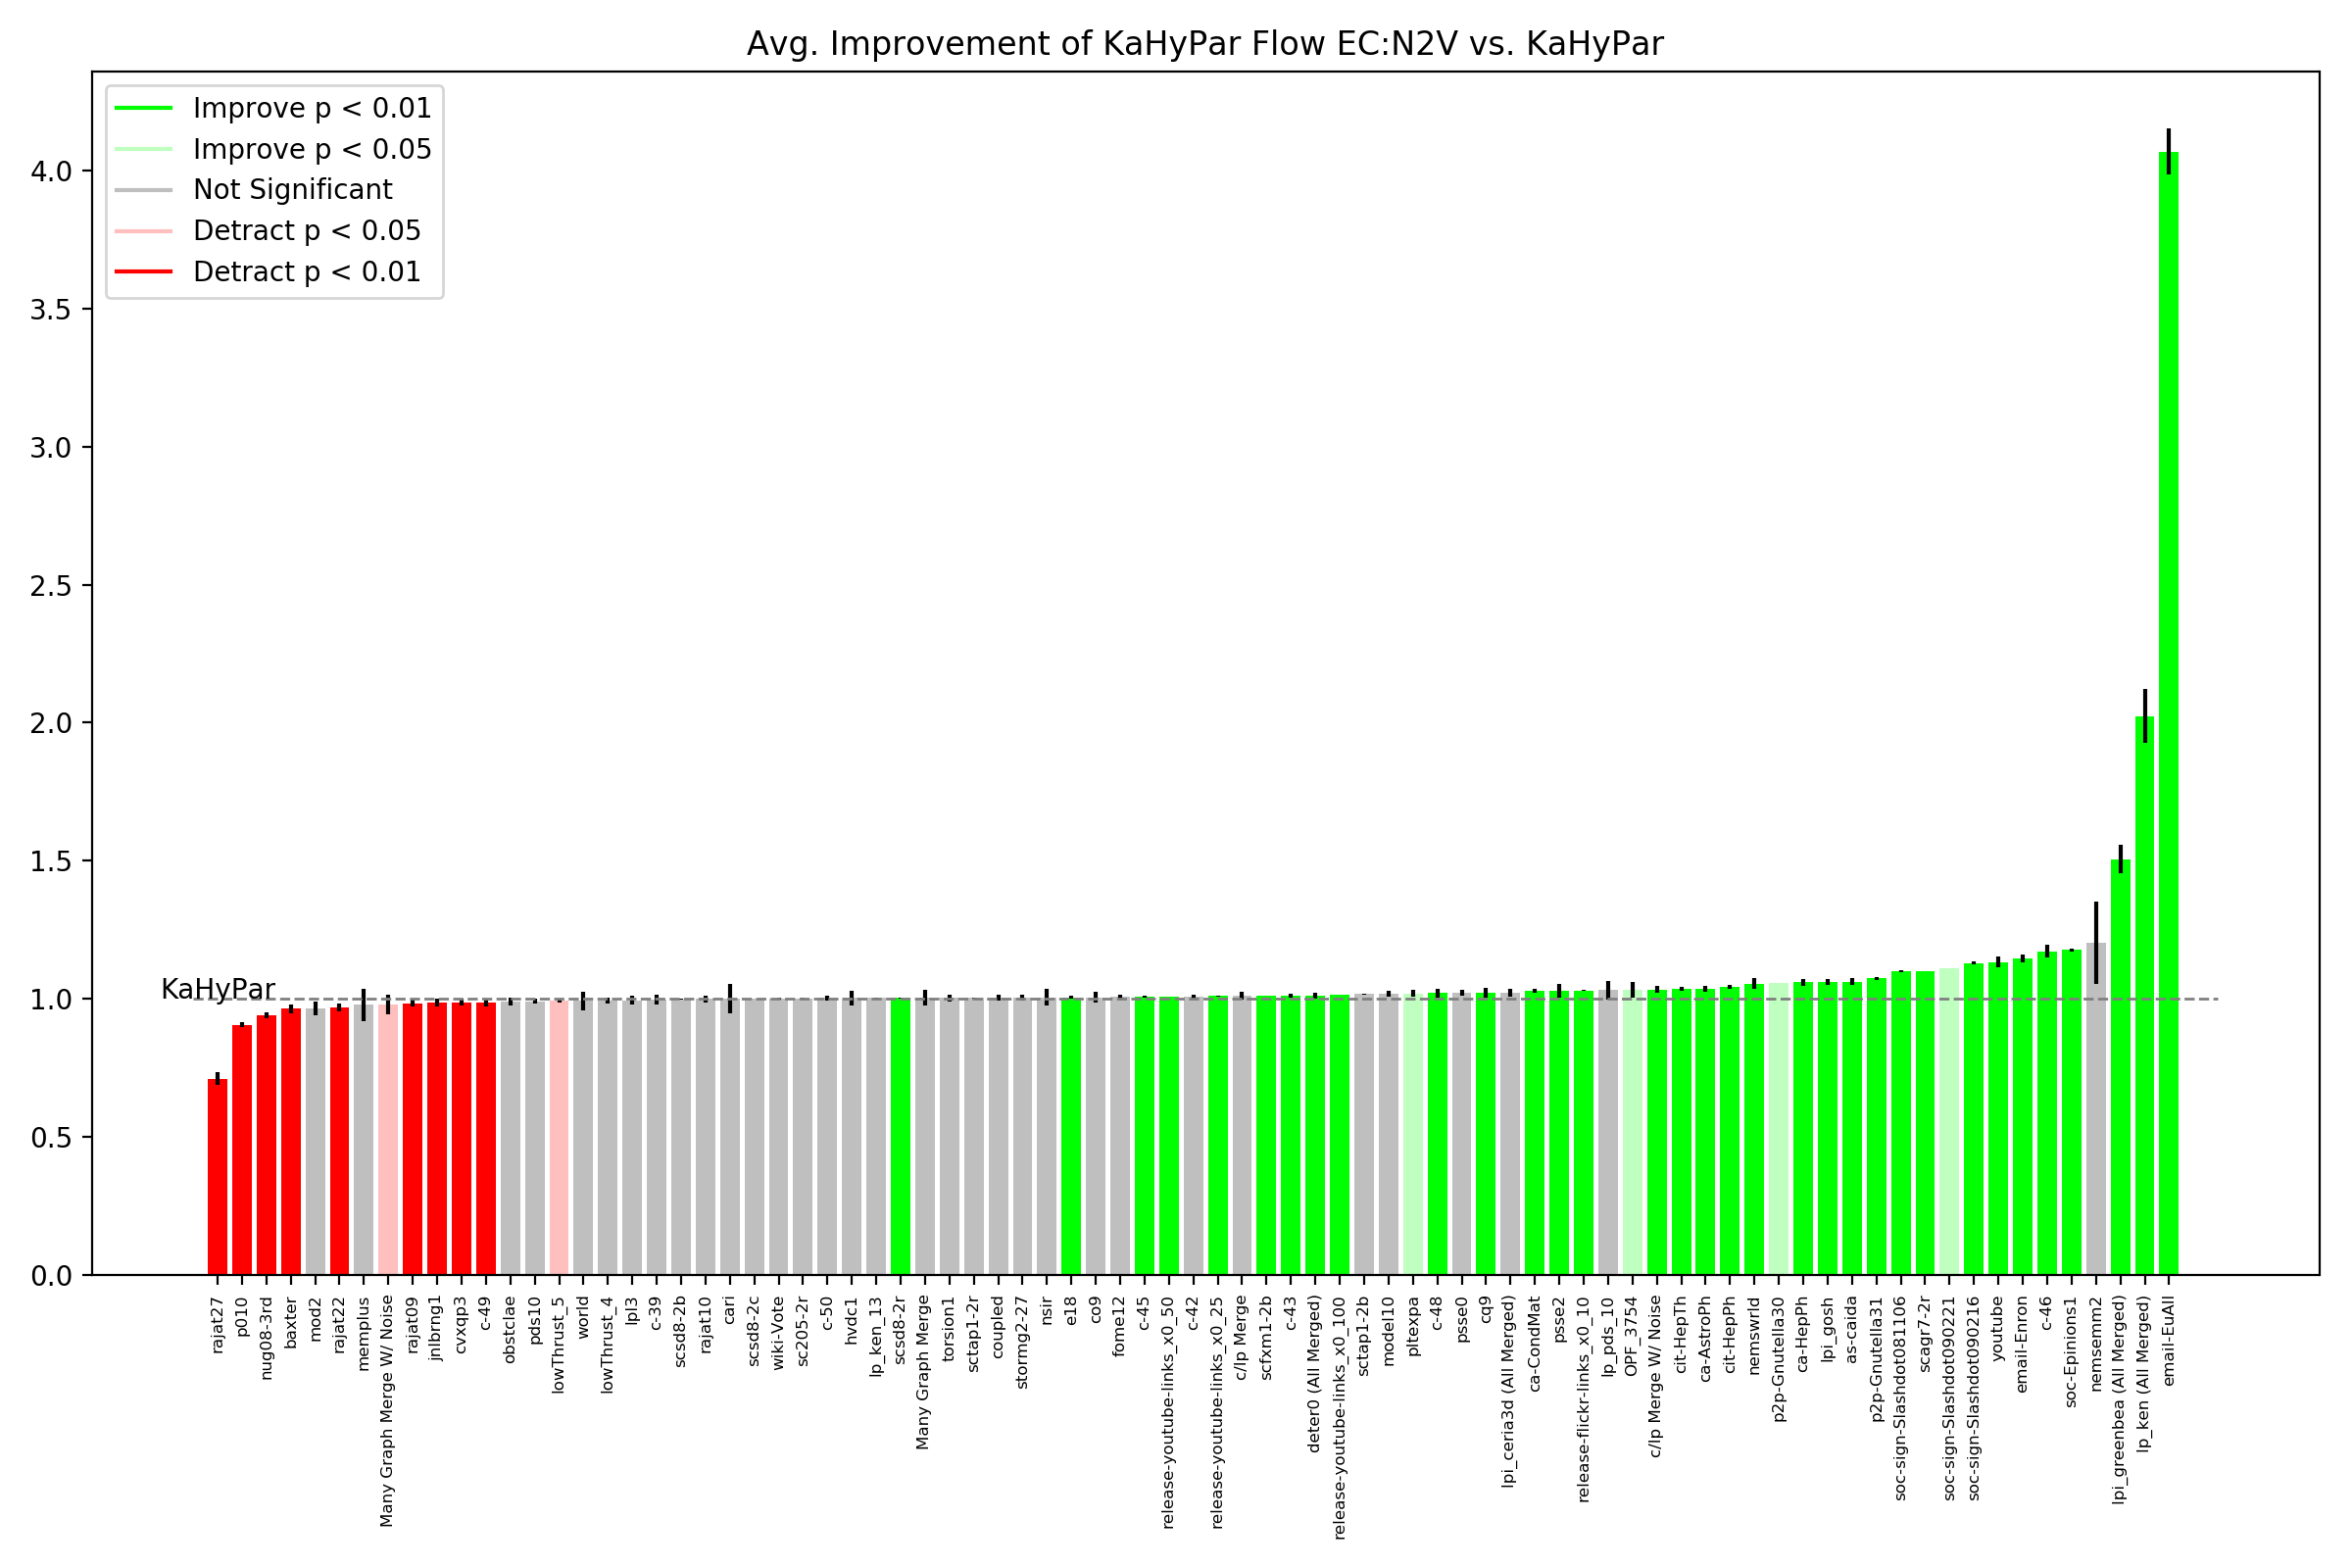 Avg. Improvement of KaHyPar Flow EC:N2V vs. KaHyPar
Improve p < 0.01
Improve p < 0.05
Not Significant
Detract p < 0.05
Detract p < 0.01
4.0
3.5
3.0
2.5
2.0
1.5
1.0
0.5
0.0
KaHyPar
rajat27
p010
nug08-3rd
baxter
mod2
rajat22
memplus
Many Graph Merge W/ Noise
rajat09
jnlbrng1
cvxqp3
c-49
obstclae
pds10
lowThrust_5
world
lowThrust_4
lpl3
c-39
scsd8-2b
rajat10
cari
scsd8-2c
wiki-Vote
sc205-2r
c-50
hvdc1
lp_ken_13
scsd8-2r
Many Graph Merge
torsion1
sctap1-2r
coupled
stormg2-27
nsir
e18
co9
fome12
c-45
release-youtube-links_x0_50
c-42
release-youtube-links_x0_25
c/lp Merge
scfxm1-2b
c-43
deter0 (All Merged)
release-youtube-links_x0_100
sctap1-2b
model10
pltexpa
c-48
psse0
cq9
lpi_ceria3d (All Merged)
ca-CondMat
psse2
release-flickr-links_x0_10
lp_pds_10
OPF_3754
c/lp Merge W/ Noise
cit-HepTh
ca-AstroPh
cit-HepPh
nemswrld
p2p-Gnutella30
ca-HepPh
lpi_gosh
as-caida
p2p-Gnutella31
soc-sign-Slashdot081106
scagr7-2r
soc-sign-Slashdot090221
soc-sign-Slashdot090216
youtube
email-Enron
c-46
soc-Epinions1
nemsemm2
lpi_greenbea (All Merged)
lp_ken (All Merged)
email-EuAll